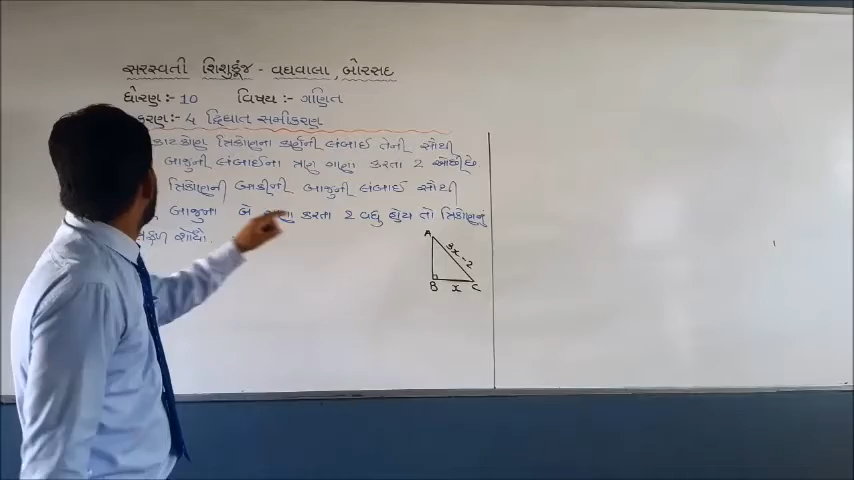 સરસ્વતી શિશુકુંજ - વઘવાલા, બોરસદ
ધોરણ:- 10 વિષય :- ગણિત
કરણ:- 4 દ્વિઘાત સમીકરણ
કાટકોણ ત્રિકોણના કર્ણની લંબાઈ તેની સૌથી
બાજુની લંબાઈના ત્રણ ગણા કરતા 2 ઓછી છે.
ત્રિકોણની બાકીની બાજુની લંબાઈ સૌથી
બાજુના બે ગણા કરતા 2 વધુ હોય તો ત્રિકોણનું
શોધો.
A
3x-2
B x C